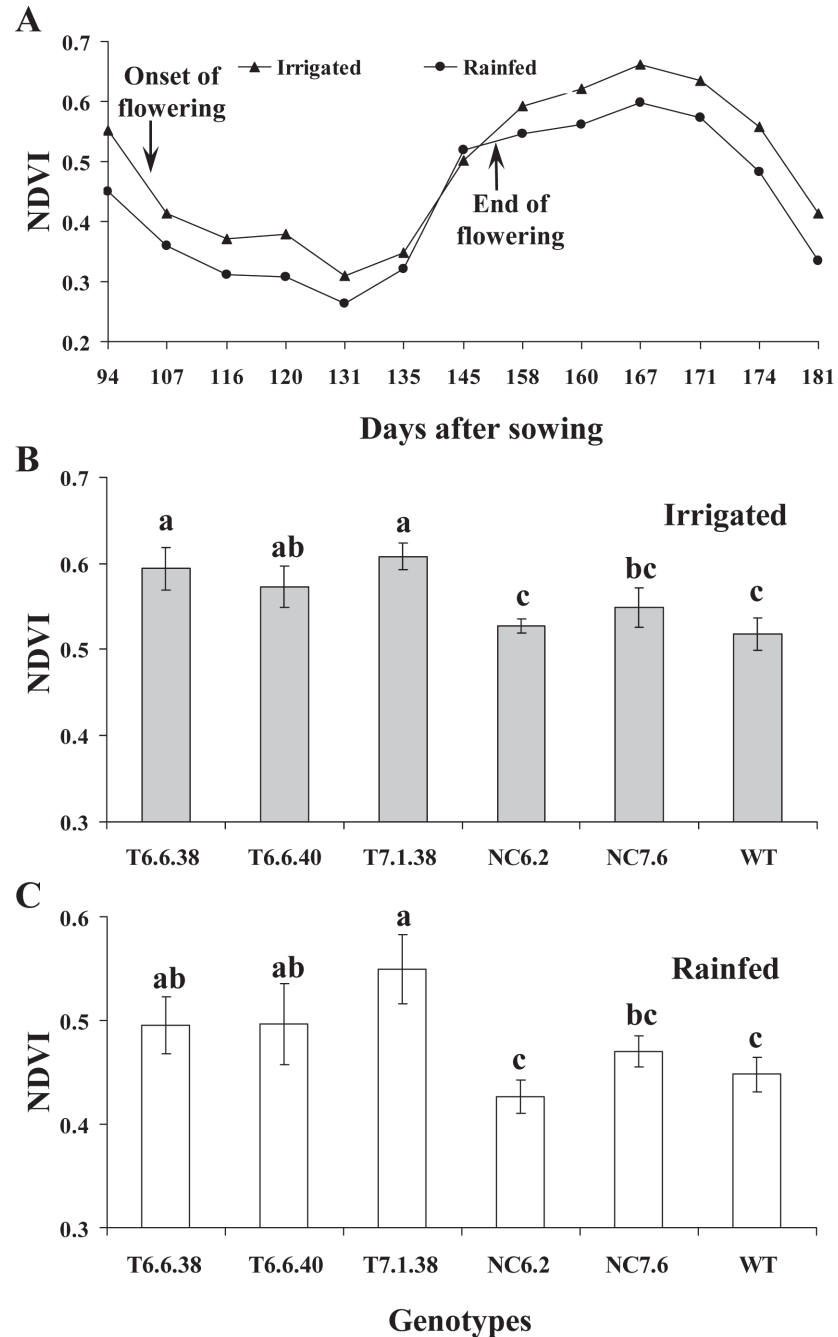 A
0.7
Irrigated
Rainfed
Onset of
flowering
0.6
0.5
NDVI
End of
flowering
0.4
0.3
0.2
94 107 116 120 131 135 145 158 160 167 171 174 181
Days after sowing
B
0.7
Irrigated
a
ab
a
c
bc
c
0.6
NDVI
0.5
0.4
0.3
T6.6.38 T6.6.40 T7.1.38 NC6.2 NC7.6 WT
C
0.6
Rainfed
ab
ab
a
c
bc
c
0.5
NDVI
0.4
0.3
T6.6.38 T6.6.40 T7.1.38 NC6.2 NC7.6 WT
Genotypes